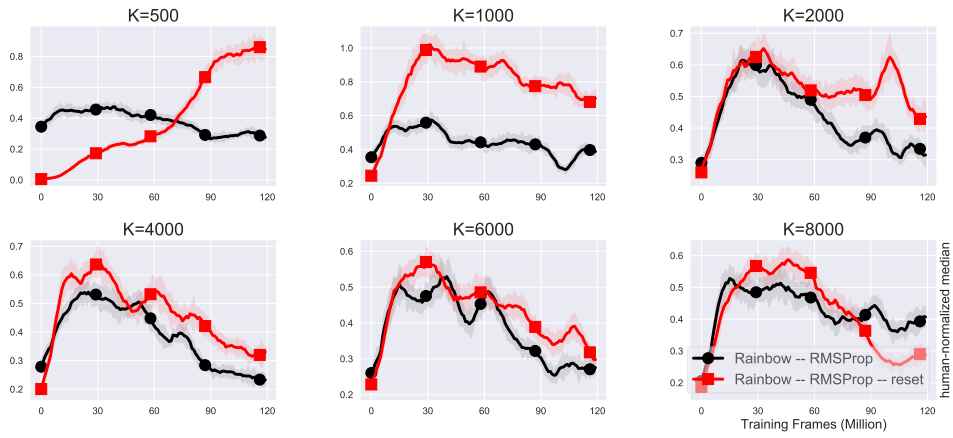 K=500
K=1000
K=2000
0.8
0.6
0.4
0.2
0.0
0 30 60 90 120
1.0
0.8
0.6
0.4
0.2
0 30 60 90 120
0.7
0.6
0.5
0.4
0.3
0 30 60 90 120
K=4000
K=6000
K=8000
0.7
0.6
0.5
0.4
0.3
0.2
0 30 60 90 120
0.6
0.5
0.4
0.3
0.2
0 30 60 90 120
0.6
0.5
0.4
0.3
0.2
0 30 60 90 120
Rainbow -- RMSProp
Rainbow -- RMSProp -- reset
Training Frames (Million)
human-normalized median